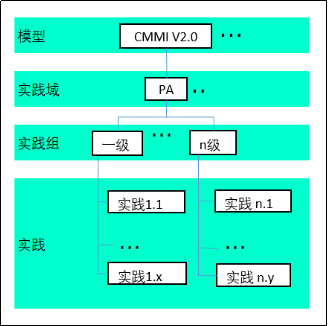 模型 CMMI V2.0 ...
实践域 PA ..
实践组 一级 ... n级
实践1.1 实践 n.1
实践 ... ...
实践1.x 实践 n.y